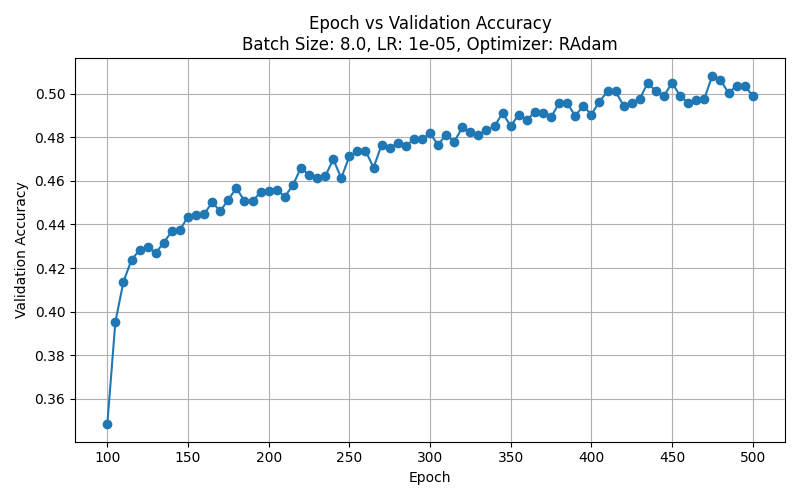 Epoch vs Validation Accuracy
Batch Size: 8.0, LR: 1e-05, Optimizer: RAdam
Validation Accuracy
0.50
0.48
0.46
0.44
0.42
0.40
0.38
0.36
100 150 200 250 300 350 400 450 500
Epoch